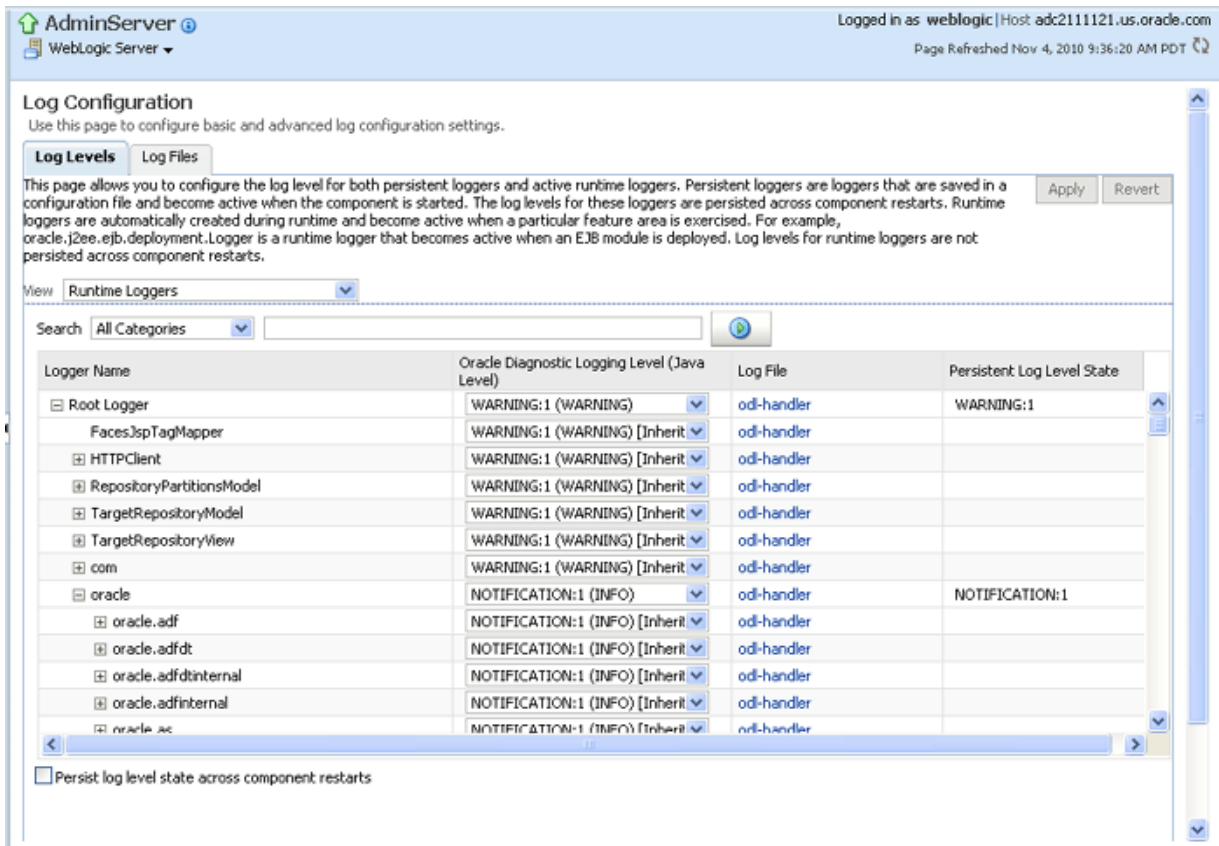 AdminServer
Logged in as weblogic|Host adc2111121.us.oracle.com
WebLogic Server
Page Refreshed Nov 4, 2010 9:36:20 AM PDT
Log Configuration
Use this page to configure basic and advanced log configuration settings.
Log Levels Log Files
This page allows you to configure the log level for both persistent loggers and active runtime loggers. Persistent loggers are loggers that are saved in a
configuration file and become active when the component is started. The log levels for these loggers are persisted across component restarts. Runtime
loggers are automatically created during runtime and become active when a particular feature area is exercised. For example,
oracle.j2ee.ejb.deployment.Logger is a runtime logger that becomes active when an EJB module is deployed. Log levels for runtime loggers are not
persisted across component restarts.
Apply Revert
View Runtime Loggers
Search All Categories
Logger Name Oracle Diagnostic Logging Level (Java Level) Log File Persistent Log Level State
Root Logger WARNING:1 (WARNING) odl-handler WARNING:1
FacesJspTagMapper WARNING:1 (WARNING) [Inherit odl-handler
HTTPClient WARNING:1 (WARNING) [Inherit odl-handler
RepositoryPartitionsModel WARNING:1 (WARNING) [Inherit odl-handler
TargetRepositoryModel WARNING:1 (WARNING) [Inherit odl-handler
TargetRepositoryView WARNING:1 (WARNING) [Inherit odl-handler
com WARNING:1 (WARNING) [Inherit odl-handler
oracle NOTIFICATION:1 (INFO) odl-handler NOTIFICATION:1
oracle.adf NOTIFICATION:1 (INFO) [Inherit odl-handler
oracle.adfdt NOTIFICATION:1 (INFO) [Inherit odl-handler
oracle.adfdtinternal NOTIFICATION:1 (INFO) [Inherit odl-handler
oracle.adfinternal NOTIFICATION:1 (INFO) [Inherit odl-handler
oracle.as NOTIFICATION:1 (INFO) [Inherit odl-handler
Persist log level state across component restarts